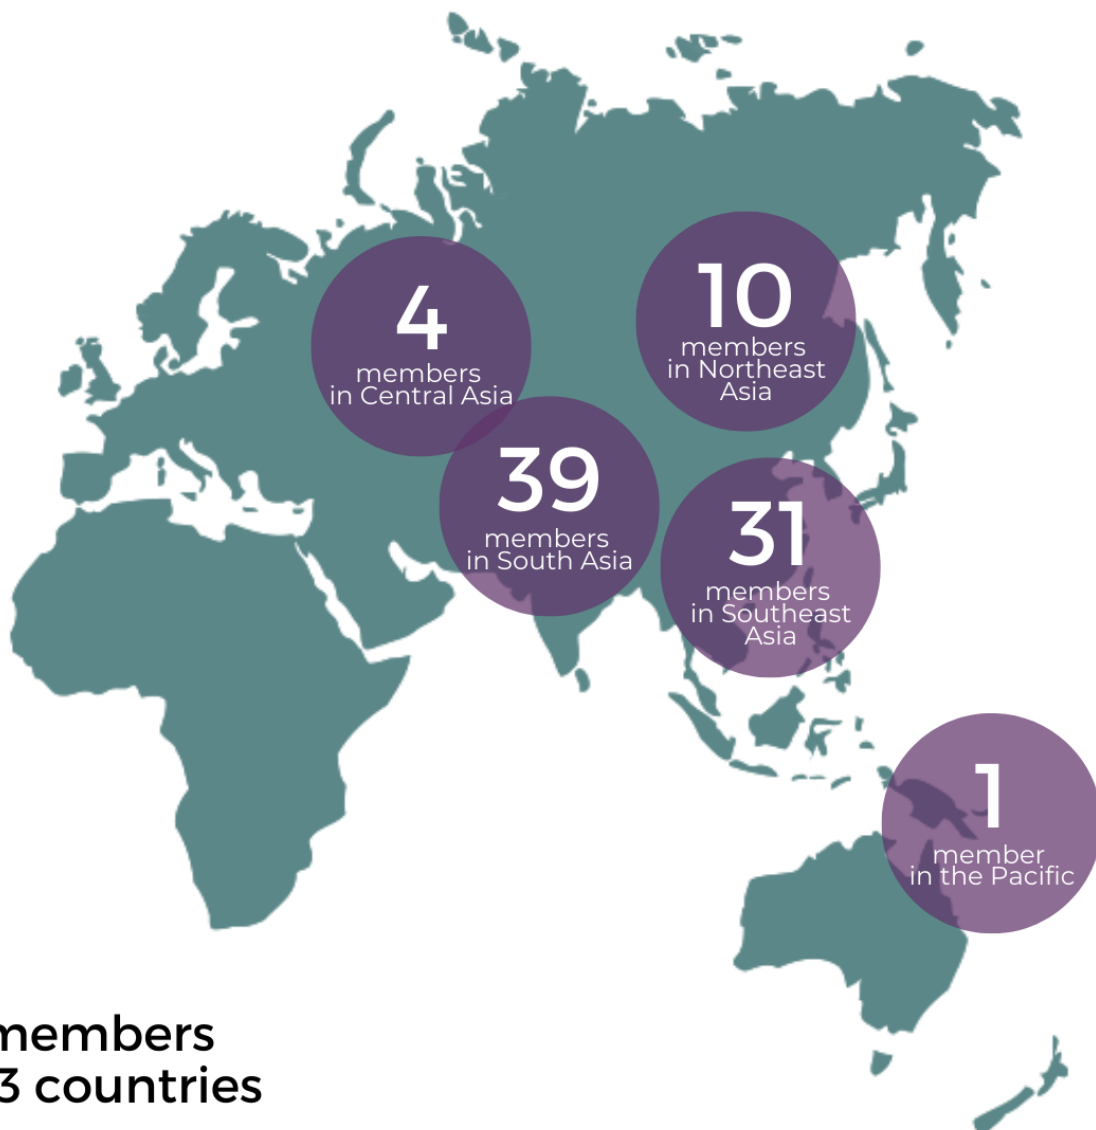 4
members
in Central Asia
10
members
in Northeast
Asia
39
members
in South Asia
31
members
in Southeast
Asia
1
member
in the Pacific
members
3 countries